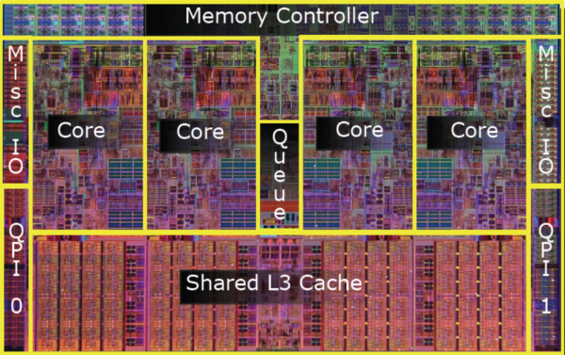 Memory Controller
Misc IO
Core
Core
Queue
Core
Core
Misc IO
QPI 0
Shared L3 Cache
QPI 1